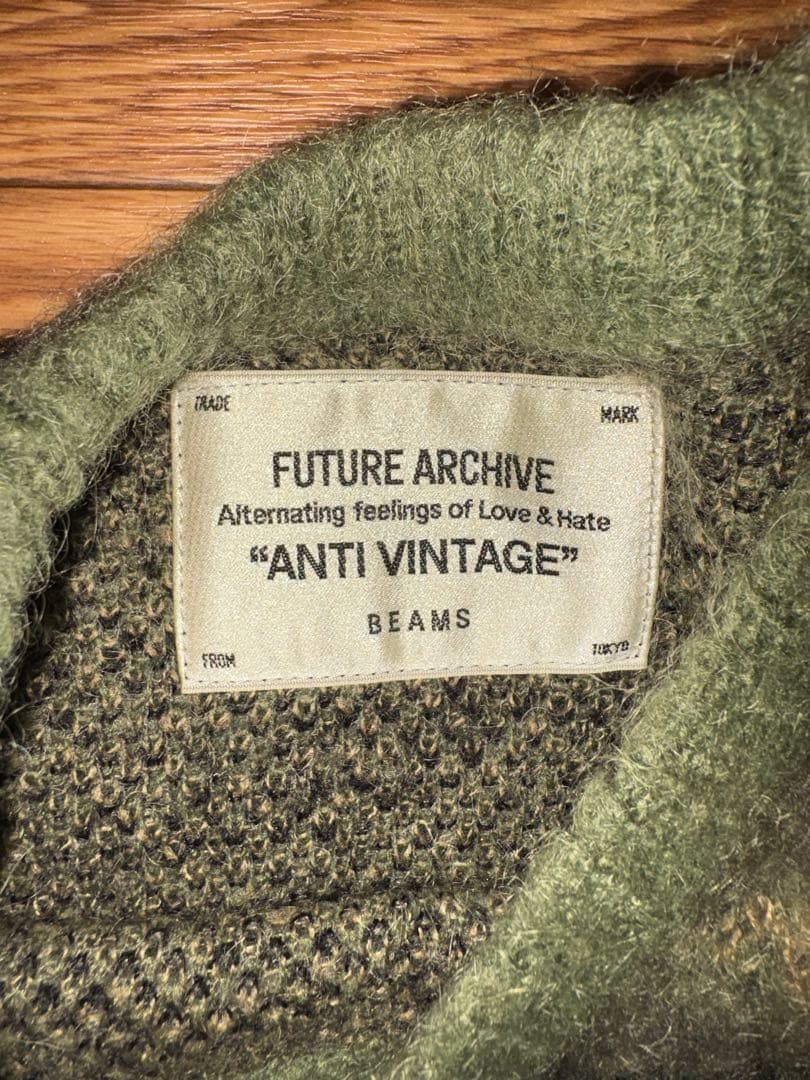 TRADE MARK
FUTURE ARCHIVE
Alternating feelings of Love & Hate
“ANTI VINTAGE”
BEAMS
FROM TOKYO